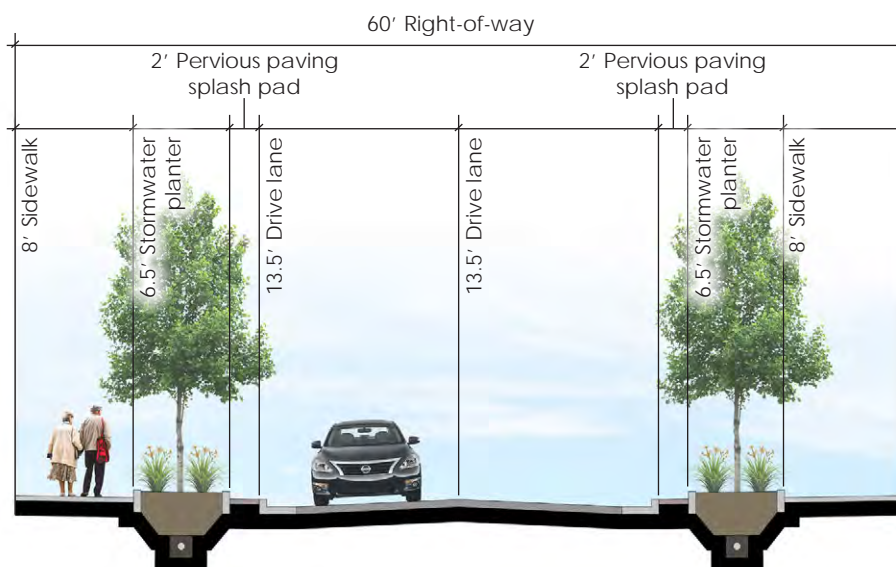 60' Right-of-way
2' Pervious paving
splash pad
2' Pervious paving
splash pad
8' Sidewalk
6.5' Stormwater
planter
13.5' Drive lane
13.5' Drive lane
6.5' Stormwater
planter
8' Sidewalk